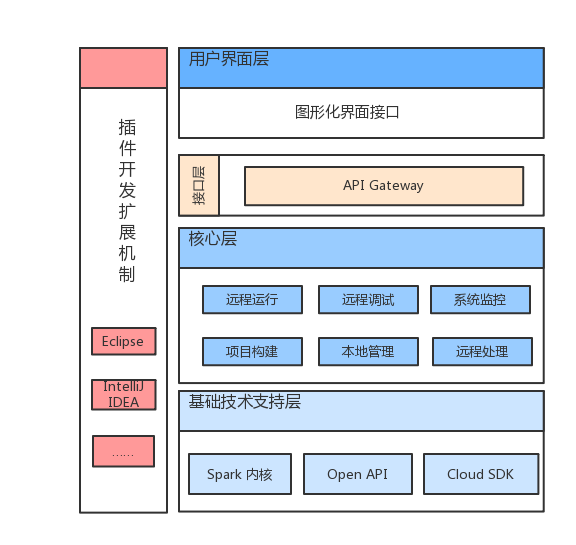 插件开发扩展机制
Eclipse
IntelliJ
IDEA
……
用户界面层
图形化界面接口
接口层
API Gateway
核心层
远程运行
远程调试
系统监控
项目构建
本地管理
远程处理
基础技术支持层
Spark 内核
Open API
Cloud SDK